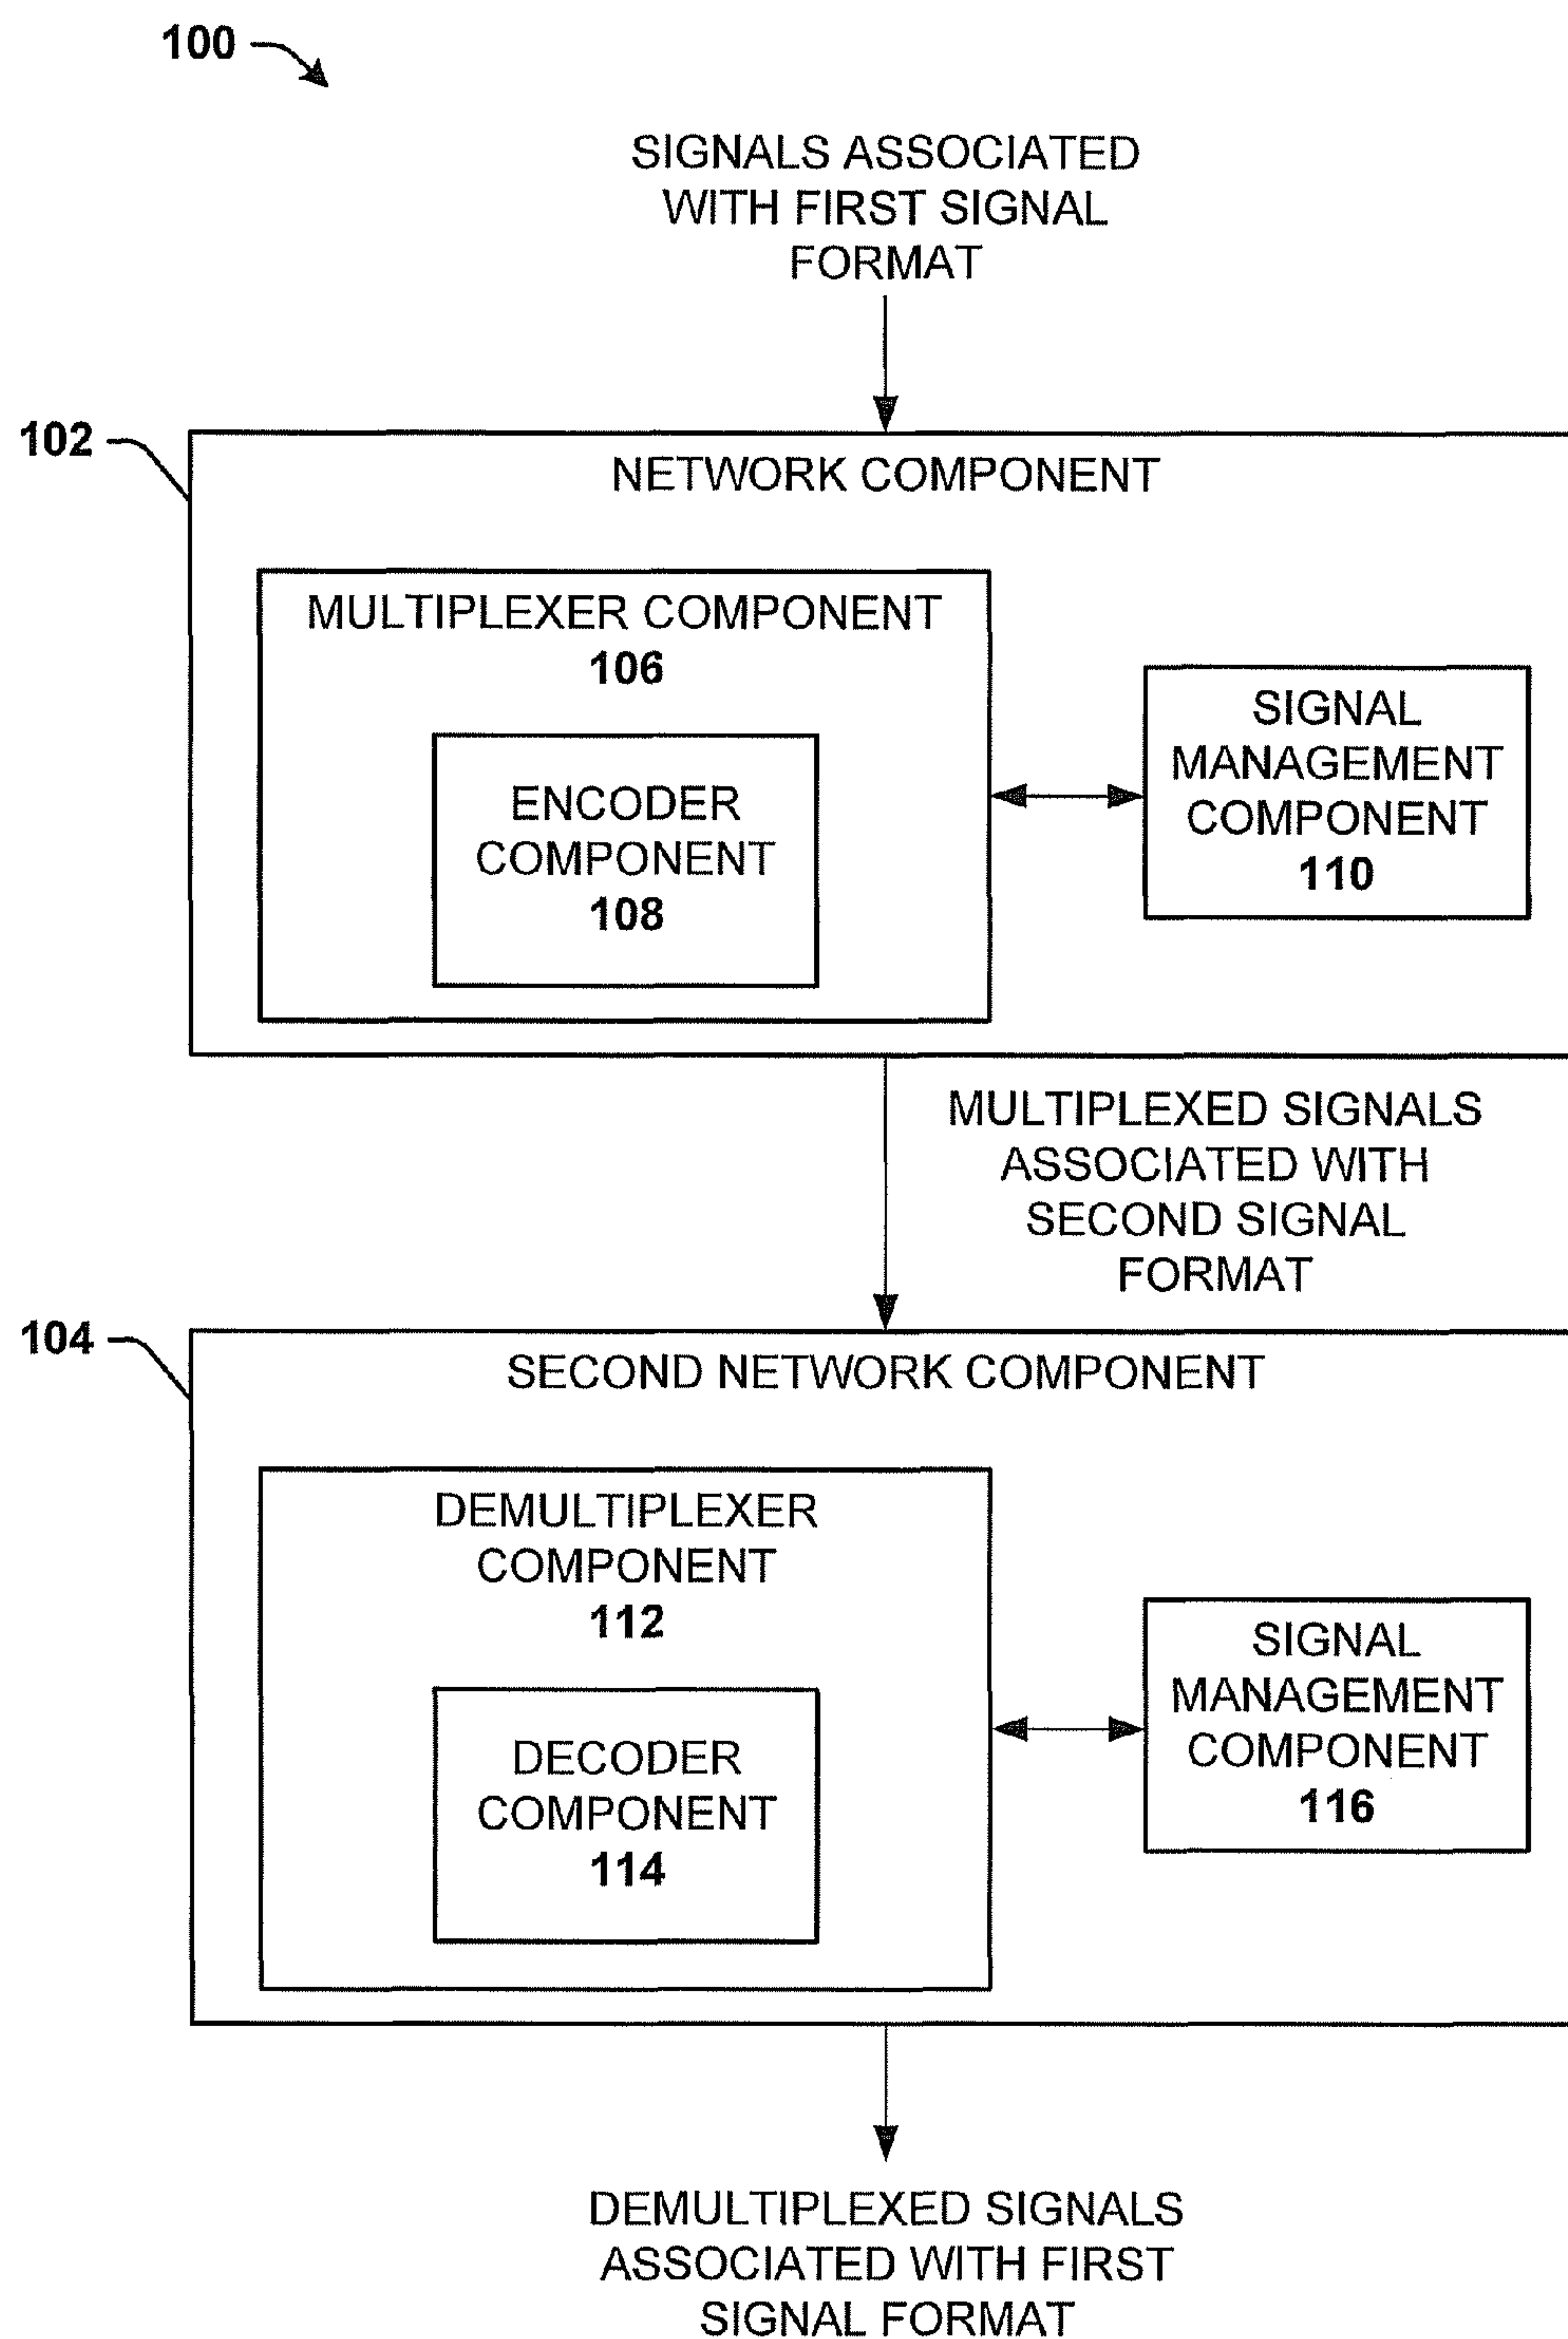 100
SIGNALS ASSOCIATED
WITH FIRST SIGNAL
FORMAT
102
NETWORK COMPONENT
MULTIPLEXER COMPONENT
106
ENCODER
COMPONENT
108
SIGNAL
MANAGEMENT
COMPONENT
110
MULTIPLEXED SIGNALS
ASSOCIATED WITH
SECOND SIGNAL
FORMAT
104
SECOND NETWORK COMPONENT
DEMULTIPLEXER
COMPONENT
112
DECODER
COMPONENT
114
SIGNAL
MANAGEMENT
COMPONENT
116
DEMULTIPLEXED SIGNALS
ASSOCIATED WITH FIRST
SIGNAL FORMAT